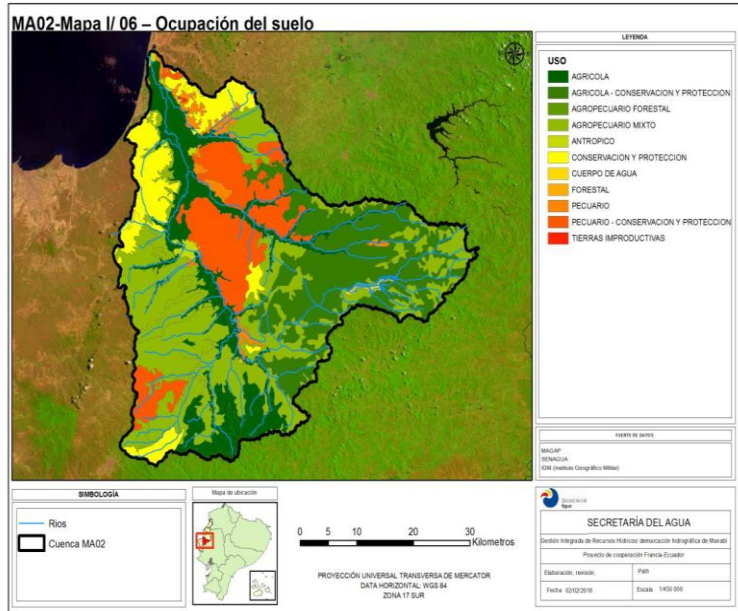 MA02-Mapa I/ 06 – Ocupación del suelo
LEYENDA
USO
AGRICOLA
AGRICOLA - CONSERVACION Y PROTECCION
AGROPECUARIO FORESTAL
AGROPECUARIO MIXTO
ANTROPICO
CONSERVACION Y PROTECCION
CUERPO DE AGUA
FORESTAL
PECUARIO
PECUARIO - CONSERVACION Y PROTECCION
TIERRAS IMPRODUCTIVAS
FUENTE DE DATOS
MAGAP
SENAGUA
IGM (Instituto Geográfico Militar)
SIMBOLOGÍA
Rios
Cuenca MA02
Mapa de ubicación
0 5 10 20 30
Kilometros
PROYECCIÓN UNIVERSAL TRANSVERSA DE MERCATOR
DATA HORIZONTAL: WGS 84
ZONA 17 SUR
Secretaría del
Agua
SECRETARÍA DEL AGUA
Gestión Integrada de Recursos Hídricos/ demarcación hidrográfica de Manabí
Proyecto de cooperación Francia-Ecuador
Elaboración, revisión,
Path
Fecha 02/02/2016
Escala 1/450 000